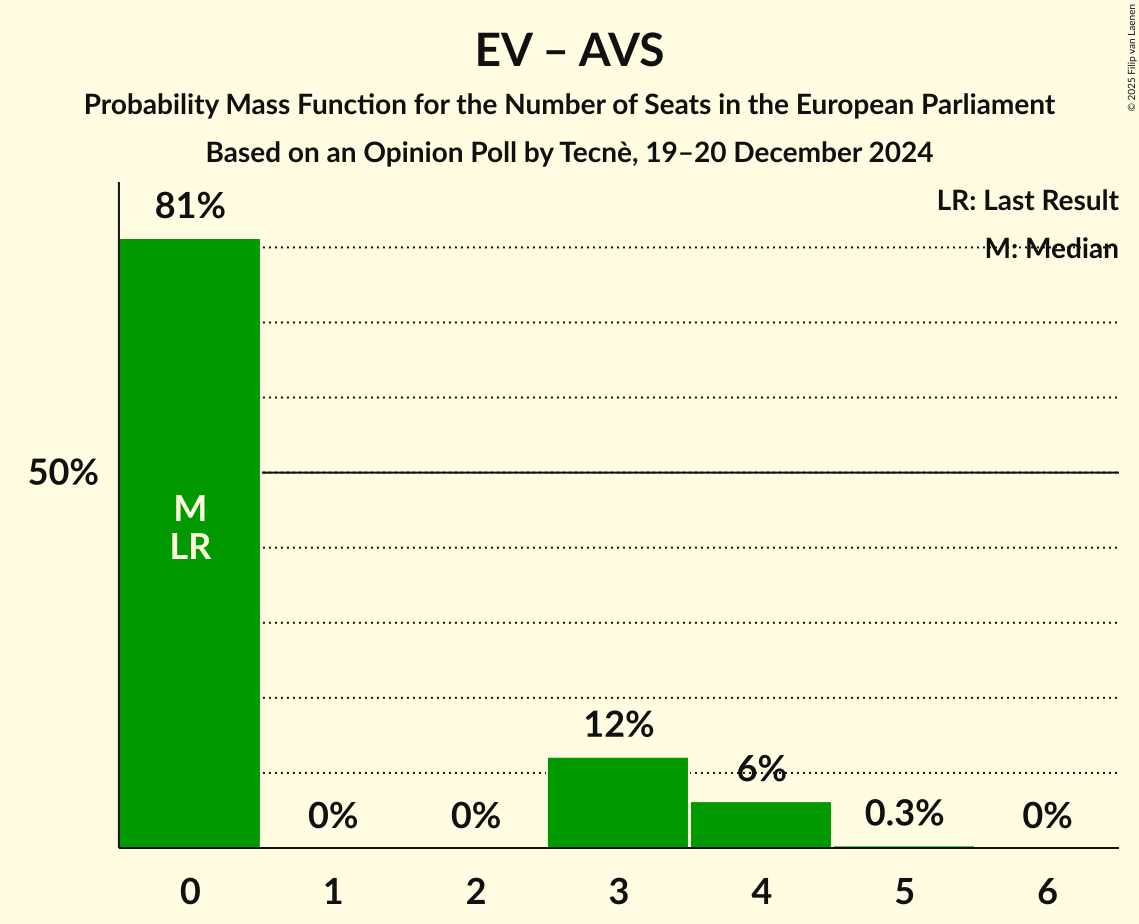 EV – AVS
Probability Mass Function for the Number of Seats in the European Parliament
Based on an Opinion Poll by Tecnè, 19–20 December 2024
© 2025 Filip van Laenen
LR: Last Result
M: Median
81%
50%
M
LR
0%
0%
12%
6%
0.3%
0%
0
1
2
3
4
5
6